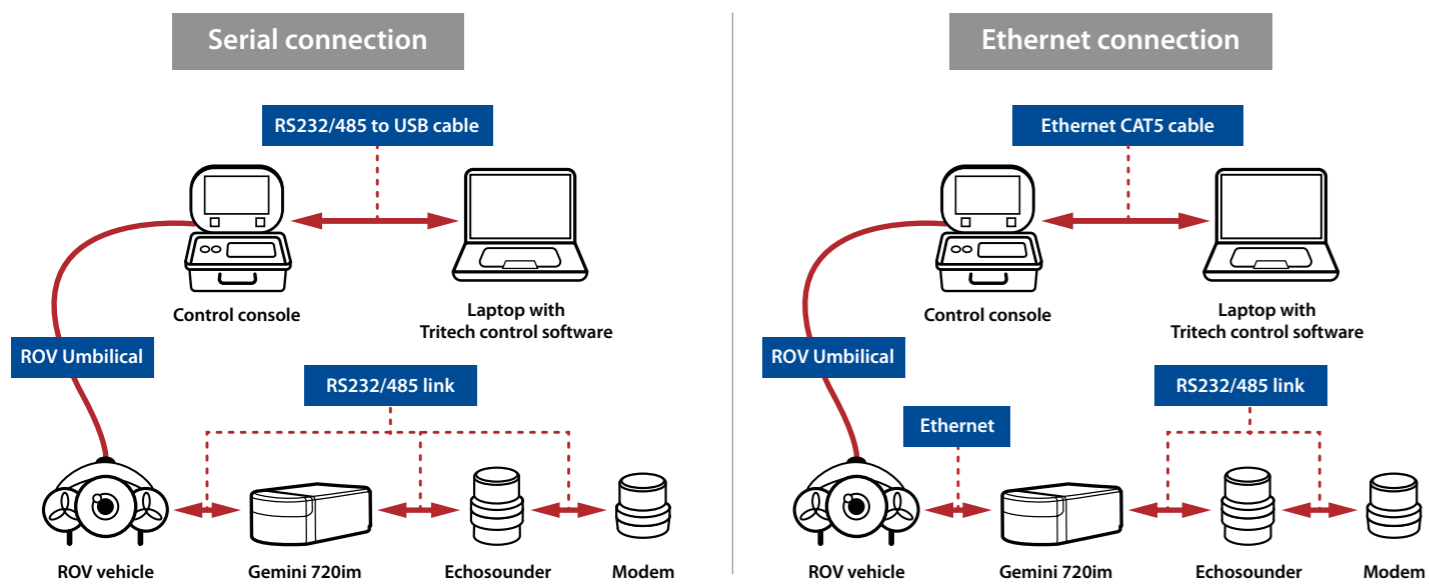 Serial connection
RS232/485 to USB cable
Control console
Laptop with
Tritech control software
ROV Umbilical
RS232/485 link
ROV vehicle
Gemini 720im
Echosounder
Modem
Ethernet connection
Ethernet CAT5 cable
Control console
Laptop with
Tritech control software
ROV Umbilical
RS232/485 link
Ethernet
ROV vehicle
Gemini 720im
Echosounder
Modem